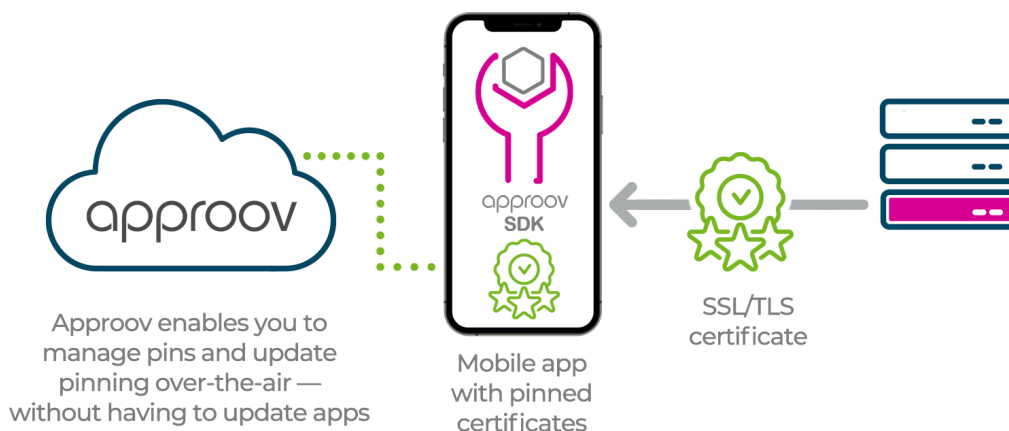 approov
Approov enables you to
manage pins and update
pinning over-the-air —
without having to update apps
approov
SDK
Mobile app
with pinned
certificates
SSL/TLS
certificate